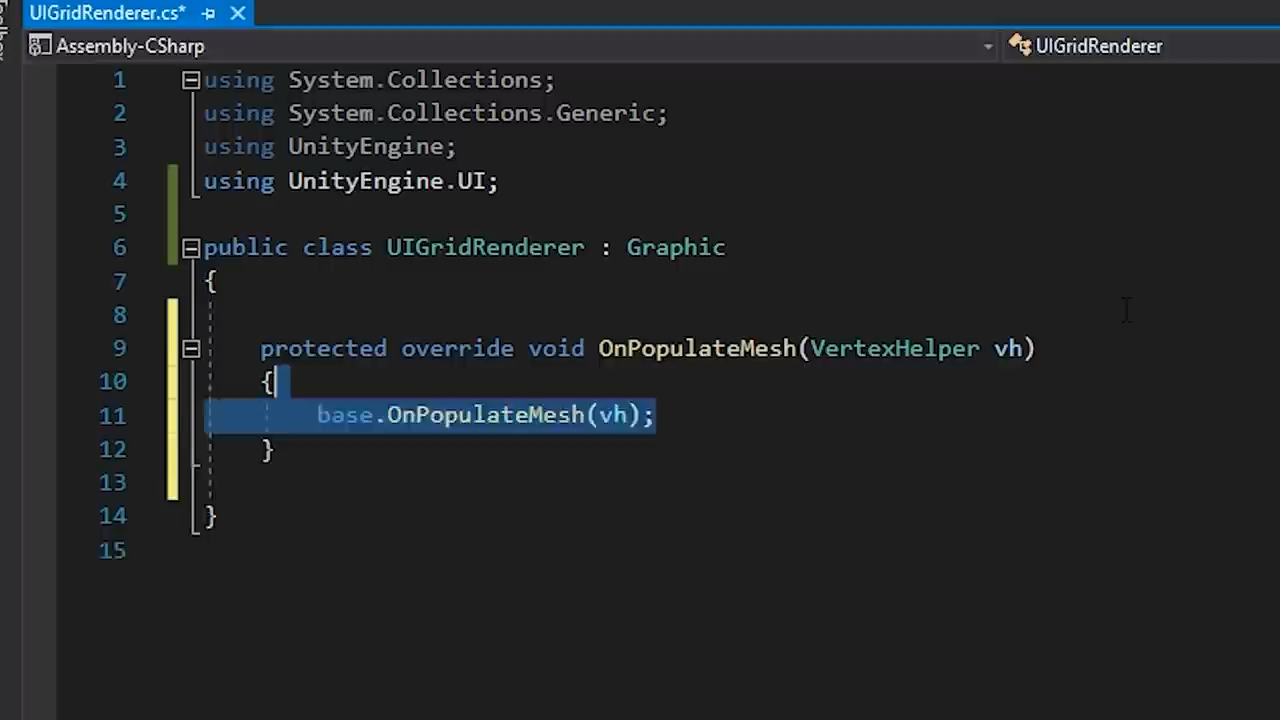 UIGridRenderer.cs*
Assembly-CSharp
UIGridRenderer
1 using System.Collections;
2 using System.Collections.Generic;
3 using UnityEngine;
4 using UnityEngine.UI;
5
6 public class UIGridRenderer : Graphic
7 {
8
9 protected override void OnPopulateMesh(VertexHelper vh)
10 {
11 base.OnPopulateMesh(vh);
12 }
13
14 }
15